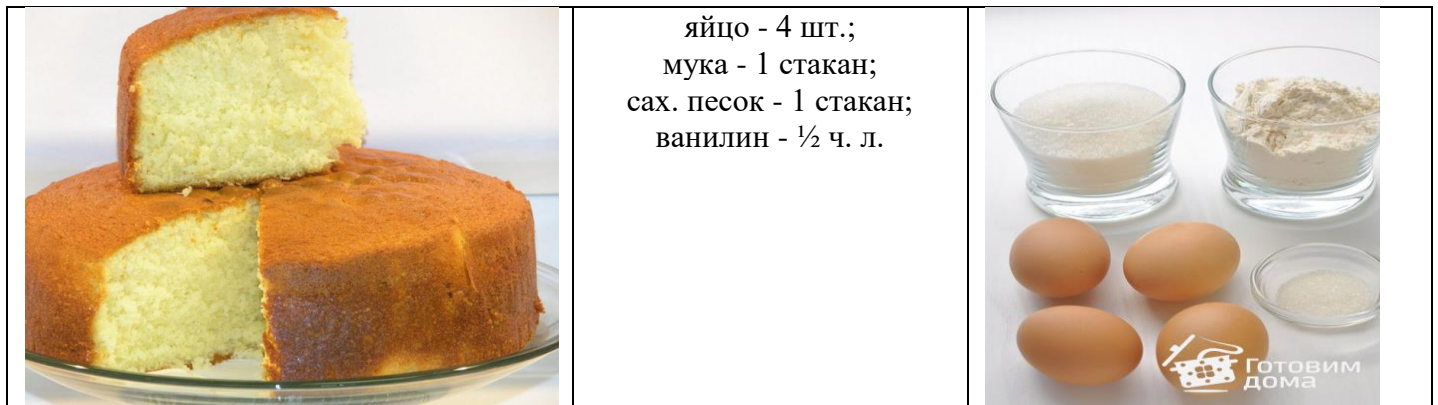 яйцо - 4 шт.;
мука - 1 стакан;
сах. песок - 1 стакан;
ванилин - ½ ч. л.
Готовим
дома